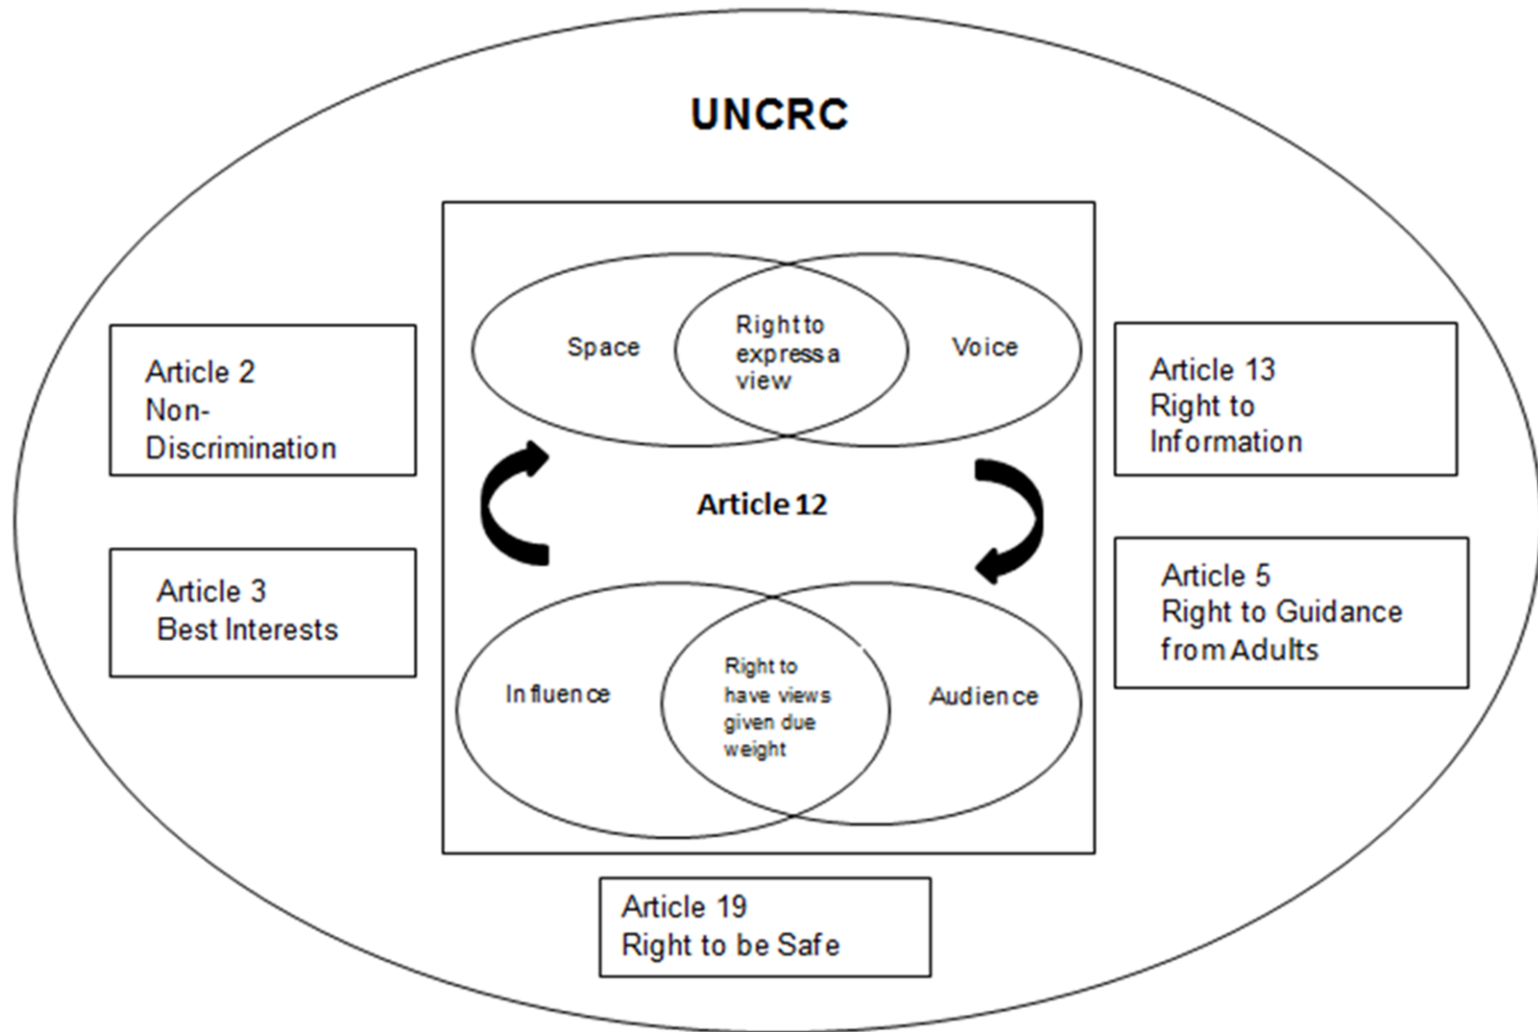 UNCRC
Article 2
Non-
Discrimination
Article 3
Best Interests
Space
Right to
express a
view
Voice
Article 12
Influence
Right to
have views
given due
weight
Audience
Article 13
Right to
Information
Article 5
Right to Guidance
from Adults
Article 19
Right to be Safe